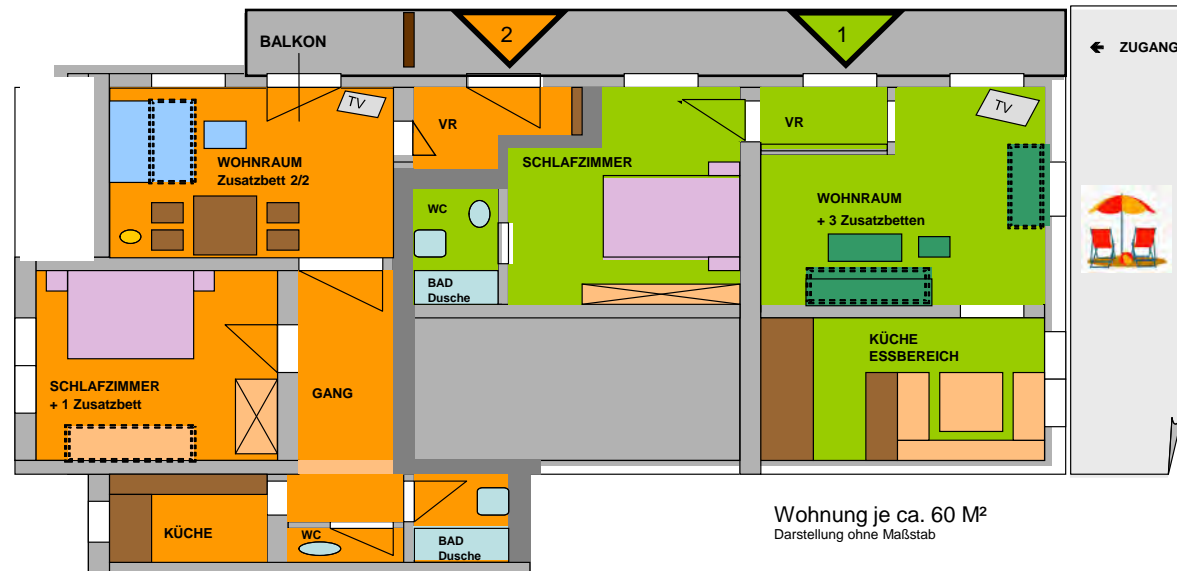 2
1
BALKON
ZUGANG
TV
VR
WOHNRAUM
Zusatzbett 2/2
SCHLAFZIMMER
VR
TV
WOHNRAUM
+ 3 Zusatzbetten
WC
BAD
Dusche
KÜCHE
ESSBEREICH
SCHLAFZIMMER
+ 1 Zusatzbett
GANG
KÜCHE
WC
BAD
Dusche
Wohnung je ca. 60 M²
Darstellung ohne Maßstab